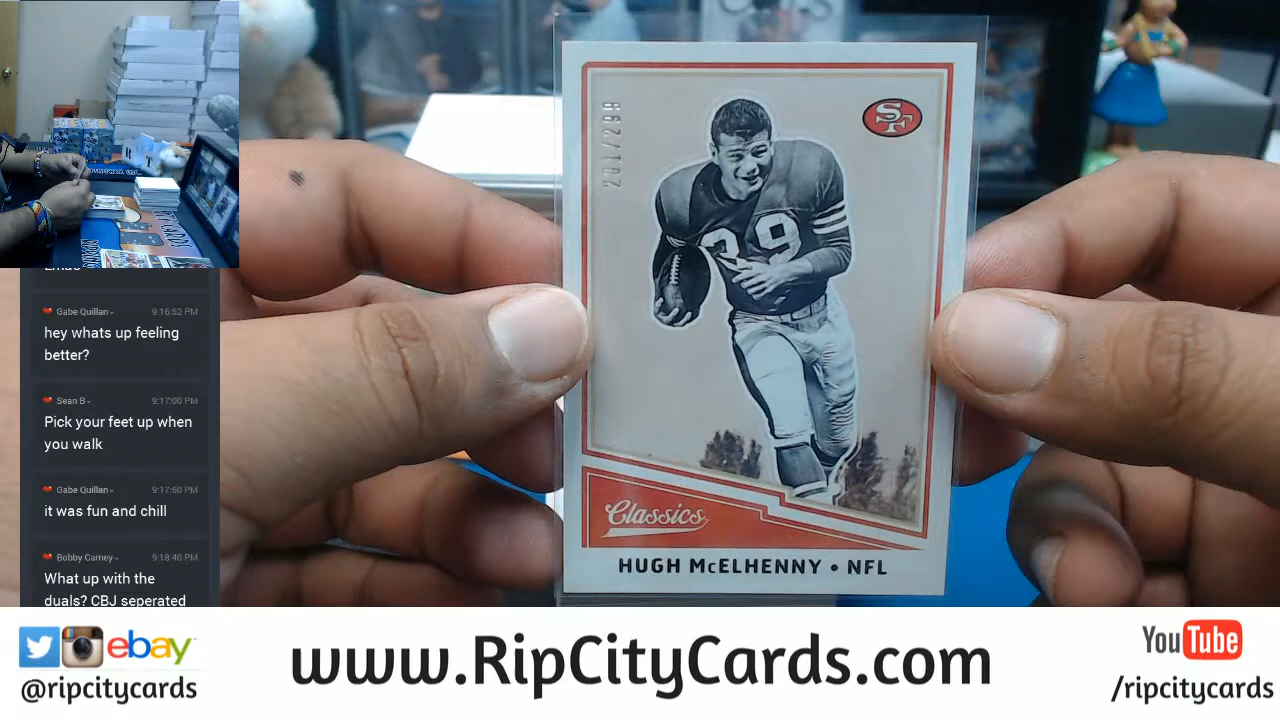 Gabe Quillan- 9:16:52 PM
hey whats up feeling
better?
Sean B- 9:17:00 PM
Pick your feet up when
you walk
Gabe Quillan- 9:17:50 PM
it was fun and chill
Bobby Carney- 9:18:40 PM
What up with the
duals? CBJ seperated
201/299
SF
39
Classics
HUGH McELHENNY • NFL
ebay
@ripcitycards
www.RipCityCards.com
YouTube
/ripcitycards